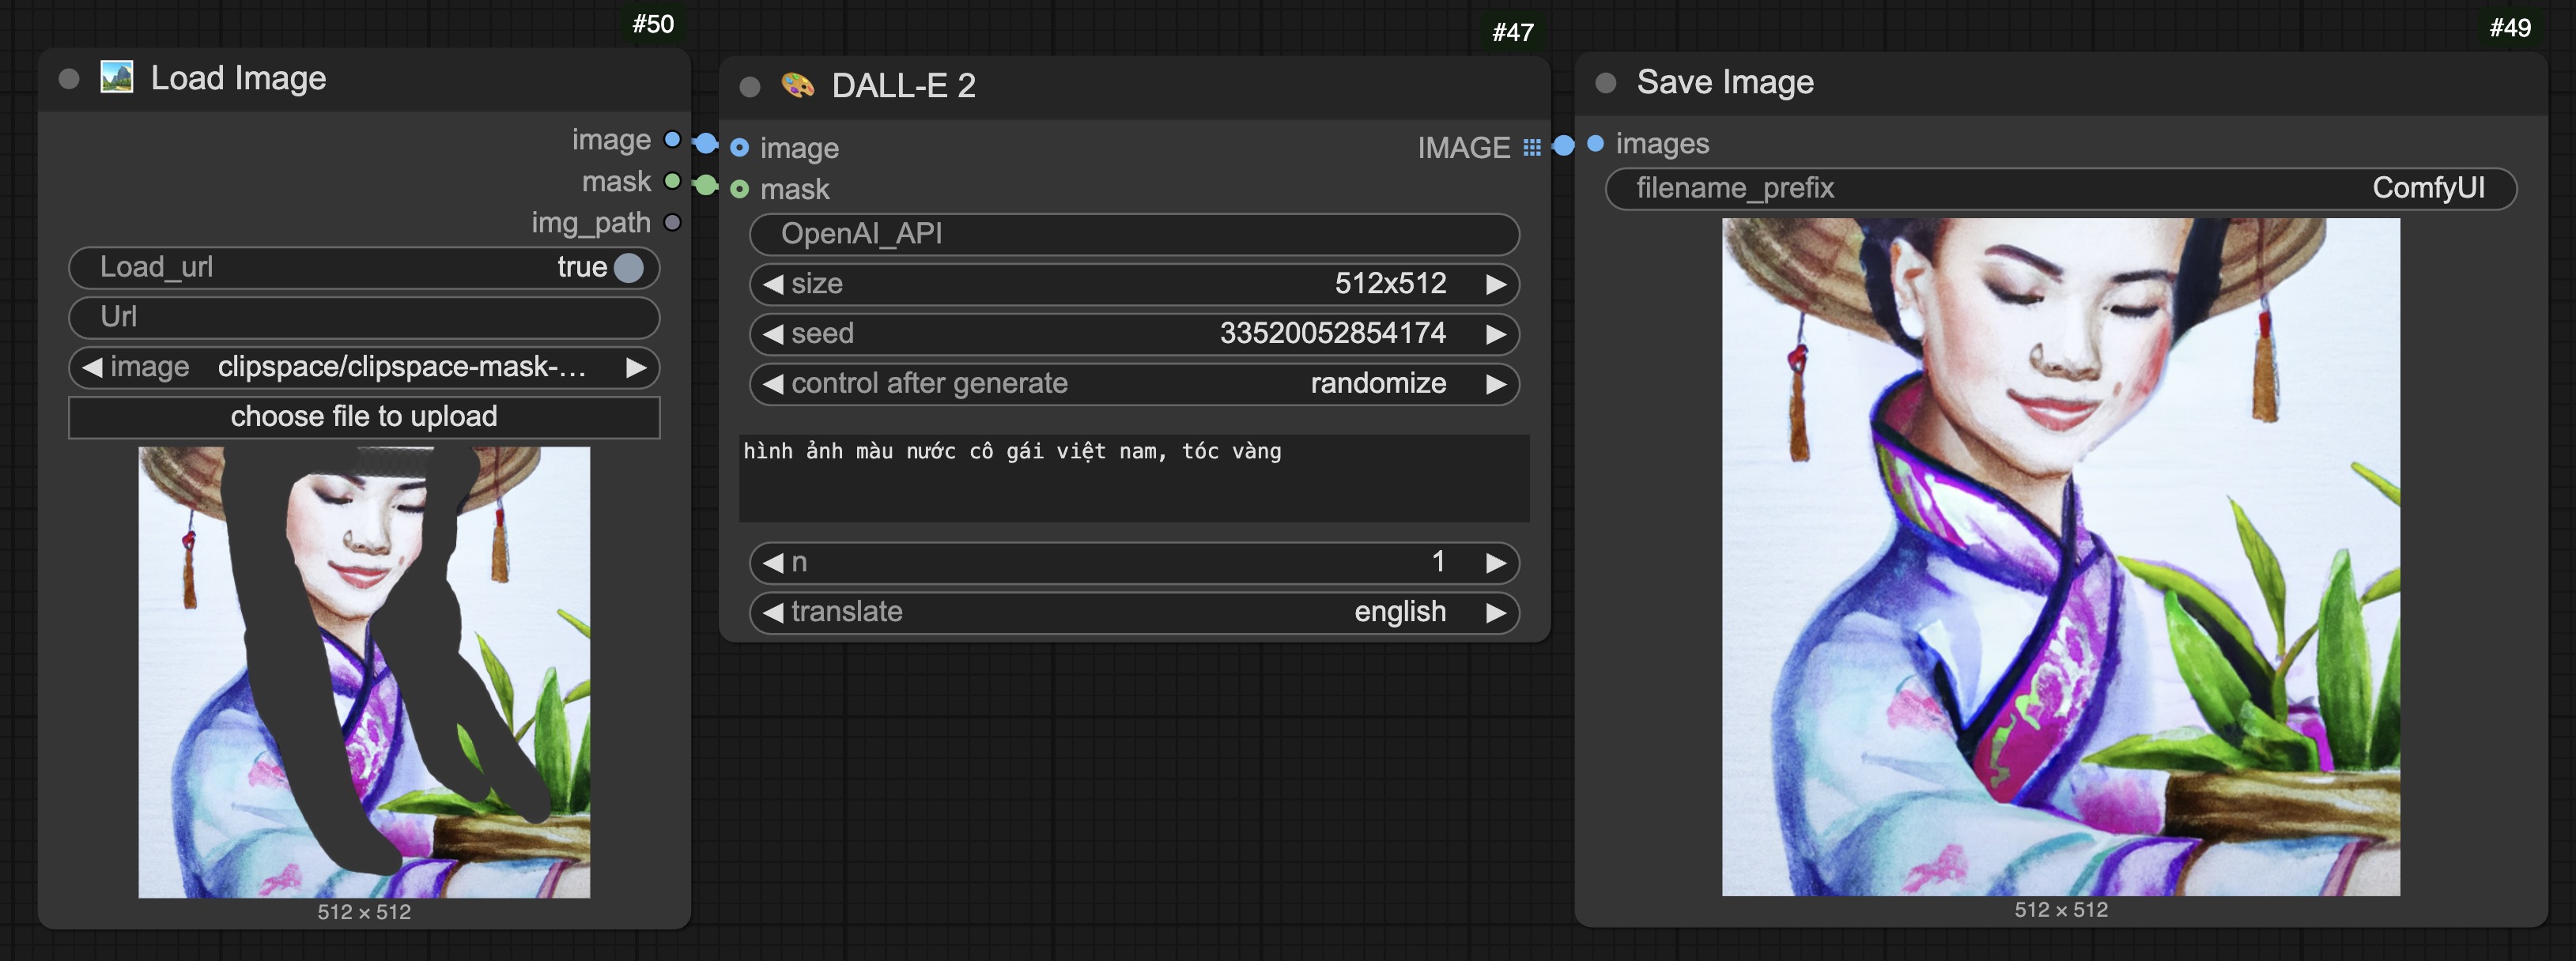 #50
Load Image
image
mask
img_path
Load_url true
Url
image clipspace/clipspace-mask-...
choose file to upload
512 × 512
#47
DALL-E 2
image IMAGE
mask
OpenAI_API
size 512x512
seed 33520052854174
control after generate randomize
hình ảnh màu nước cô gái việt nam, tóc vàng
n 1
translate english
#49
Save Image
images
filename_prefix ComfyUI
512 × 512